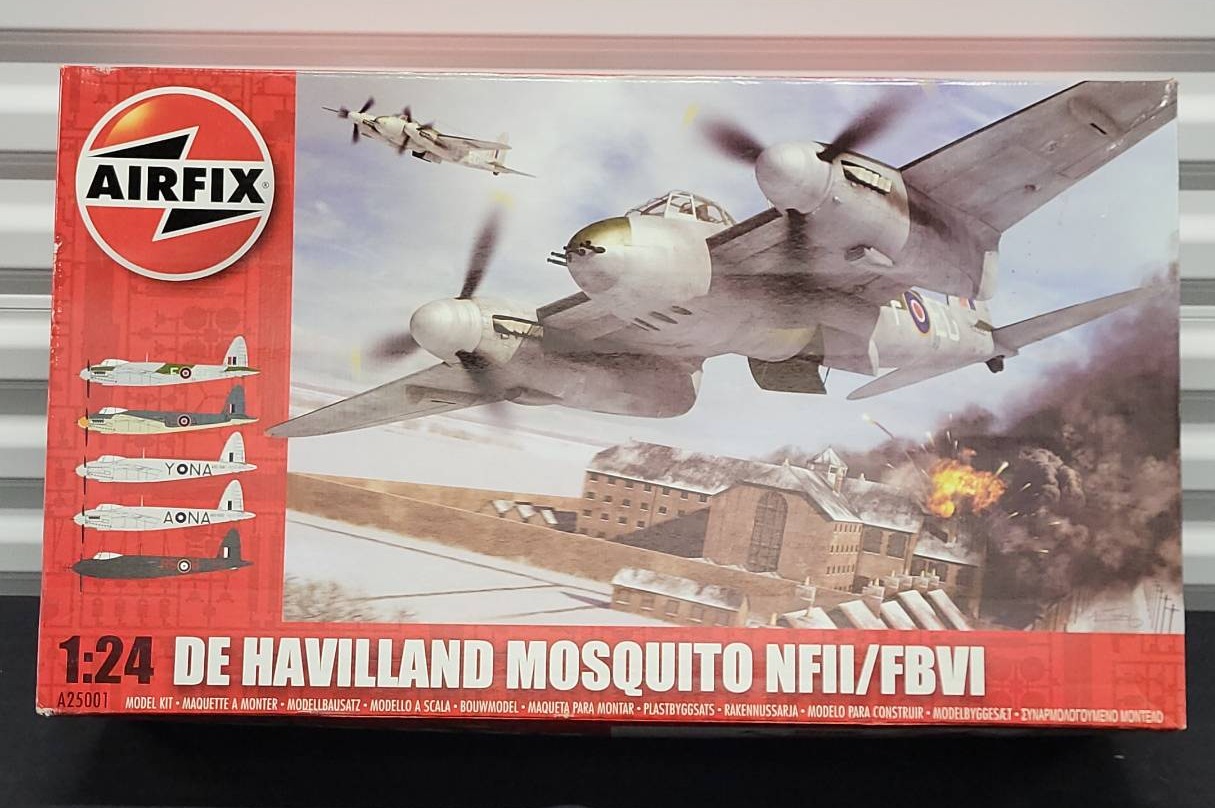 AIRFIX®
YONA
AONA
1:24 DE HAVILLAND MOSQUITO NFII/FBVI
A25001 MODEL KIT • MAQUETTE A MONTER • MODELLBAUSATZ • MODELLO A SCALA • BOUWMODEL • MAQUETA PARA MONTAR • PLASTBYGGSATS • RAKENNUSSARJA • MODELO PARA CONSTRUIR • MODELBYGGESÆT • ΣΥΝΑΡΜΟΛΟΓΟΥΜΕΝΟ ΜΟΝΤΕΛΟ